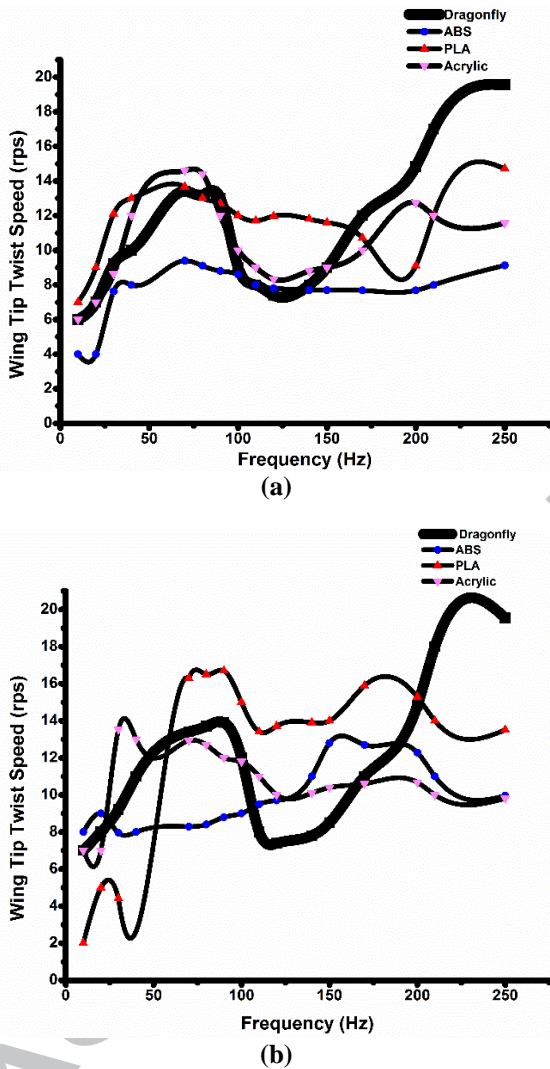 Dragonfly
ABS
PLA
Acrylic
20
18
16
14
12
10
8
6
4
2
0
Wing Tip Twist Speed (rps)
0 50 100 150 200 250
Frequency (Hz)
(a)
Dragonfly
ABS
PLA
Acrylic
20
18
16
14
12
10
8
6
4
2
0
Wing Tip Twist Speed (rps)
0 50 100 150 200 250
Frequency (Hz)
(b)